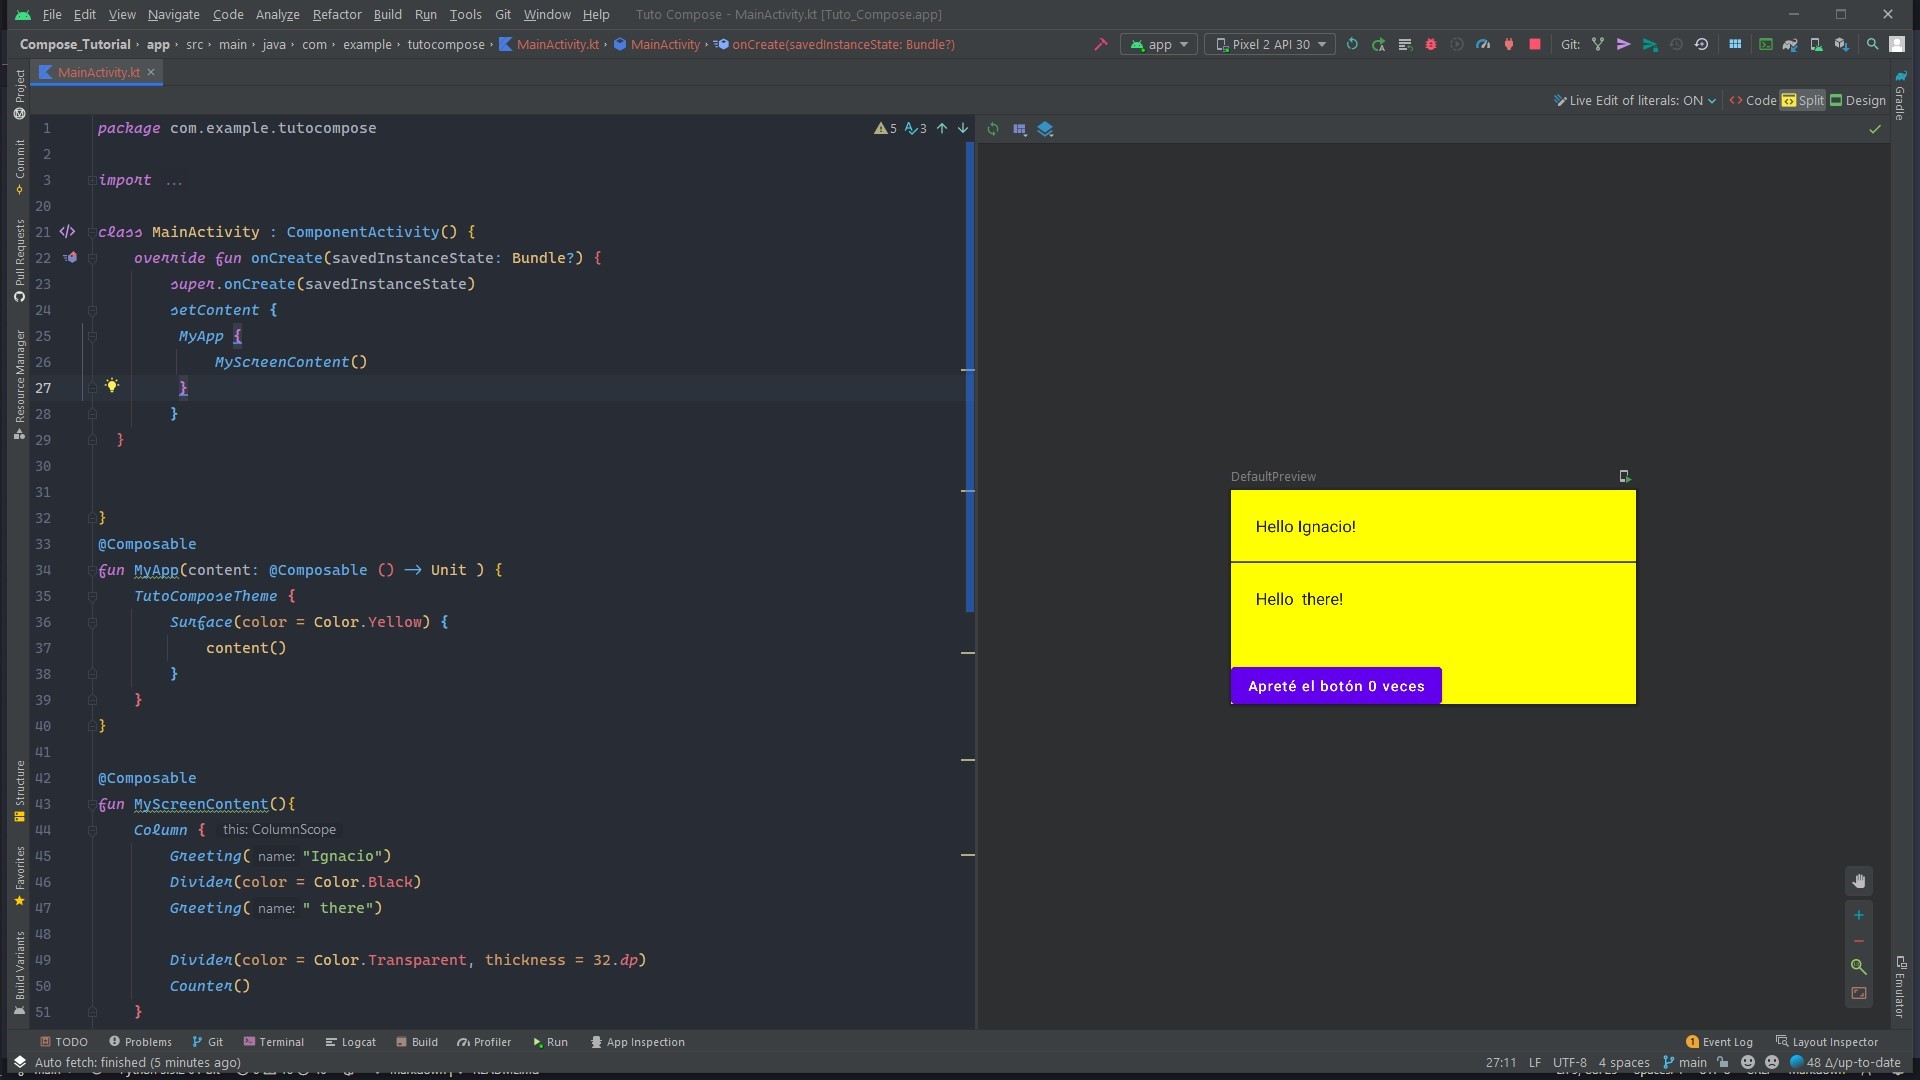 File Edit View Navigate Code Analyze Refactor Build Run Tools Git Window Help Tuto Compose - MainActivity.kt [Tuto_Compose.app]
Compose_Tutorial › app › src › main › java › com › example › tutocompose › MainActivity.kt › MainActivity › onCreate(savedInstanceState: Bundle?) app Pixel 2 API 30 Git:
MainActivity.kt
Live Edit of literals: ON Code Split Design
5 3
1 package com.example.tutocompose
2
3 import ...
20
21 class MainActivity : ComponentActivity() {
22 override fun onCreate(savedInstanceState: Bundle?) {
23 super.onCreate(savedInstanceState)
24 setContent {
25 MyApp {
26 MyScreenContent()
27 }
28 }
29 }
30
31
32 }
33 @Composable
34 fun MyApp(content: @Composable () → Unit ) {
35 TutoComposeTheme {
36 Surface(color = Color.Yellow) {
37 content()
38 }
39 }
40 }
41
42 @Composable
43 fun MyScreenContent(){
44 Column { this: ColumnScope
45 Greeting( name: "Ignacio")
46 Divider(color = Color.Black)
47 Greeting( name: " there")
48
49 Divider(color = Color.Transparent, thickness = 32.dp)
50 Counter()
51 }
DefaultPreview
Hello Ignacio!
Hello  there!
Apreté el botón 0 veces
Project
Commit
Pull Requests
Resource Manager
Structure
Favorites
Build Variants
Gradle
Emulator
TODO Problems Git Terminal Logcat Build Profiler Run App Inspection 1 Event Log Layout Inspector
Auto fetch: finished (5 minutes ago) 27:11 LF UTF-8 4 spaces main 48 Δ/up-to-date